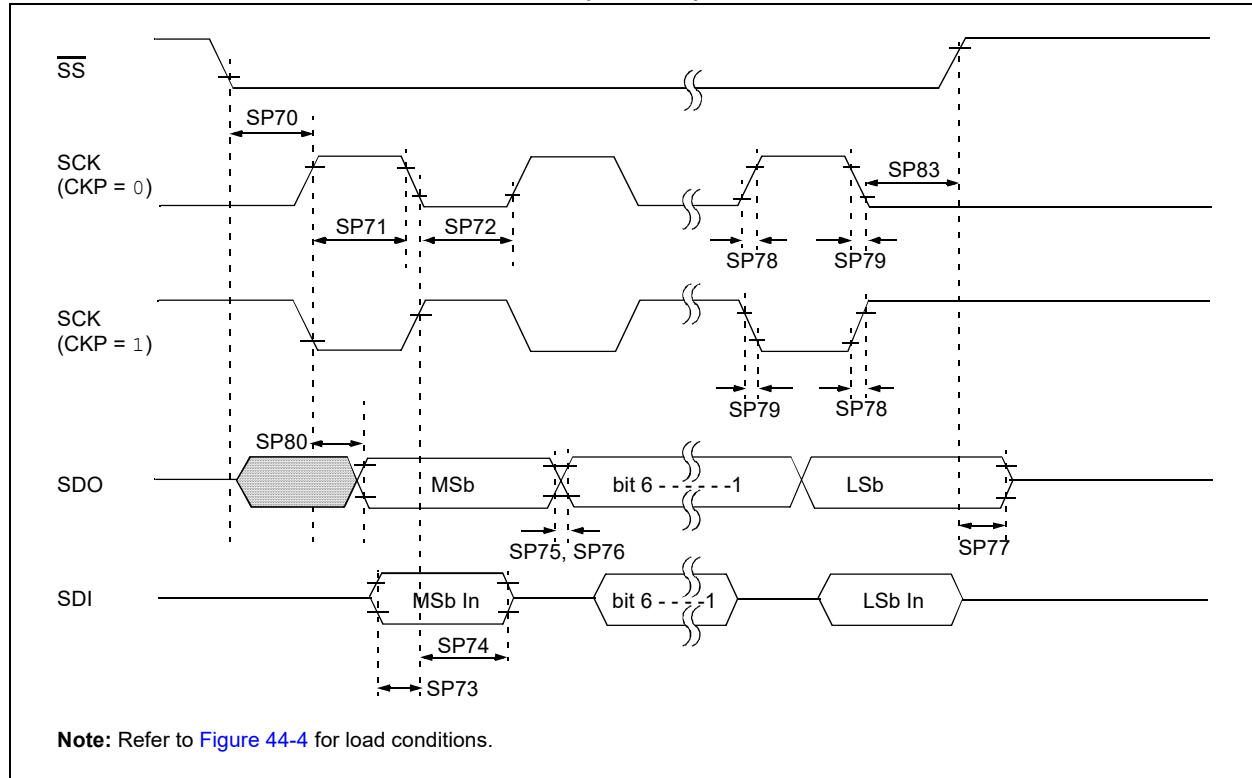 SS
SP70
SCK
(CKP = 0)
SP83
SP71
SP72
SP78
SP79
SCK
(CKP = 1)
SP79
SP78
SP80
SDO
MSb
bit 6 - - - - - -1
LSb
SP75, SP76
SP77
SDI
MSb In
bit 6 - - - - -1
LSb In
SP74
SP73
Note: Refer to Figure 44-4 for load conditions.